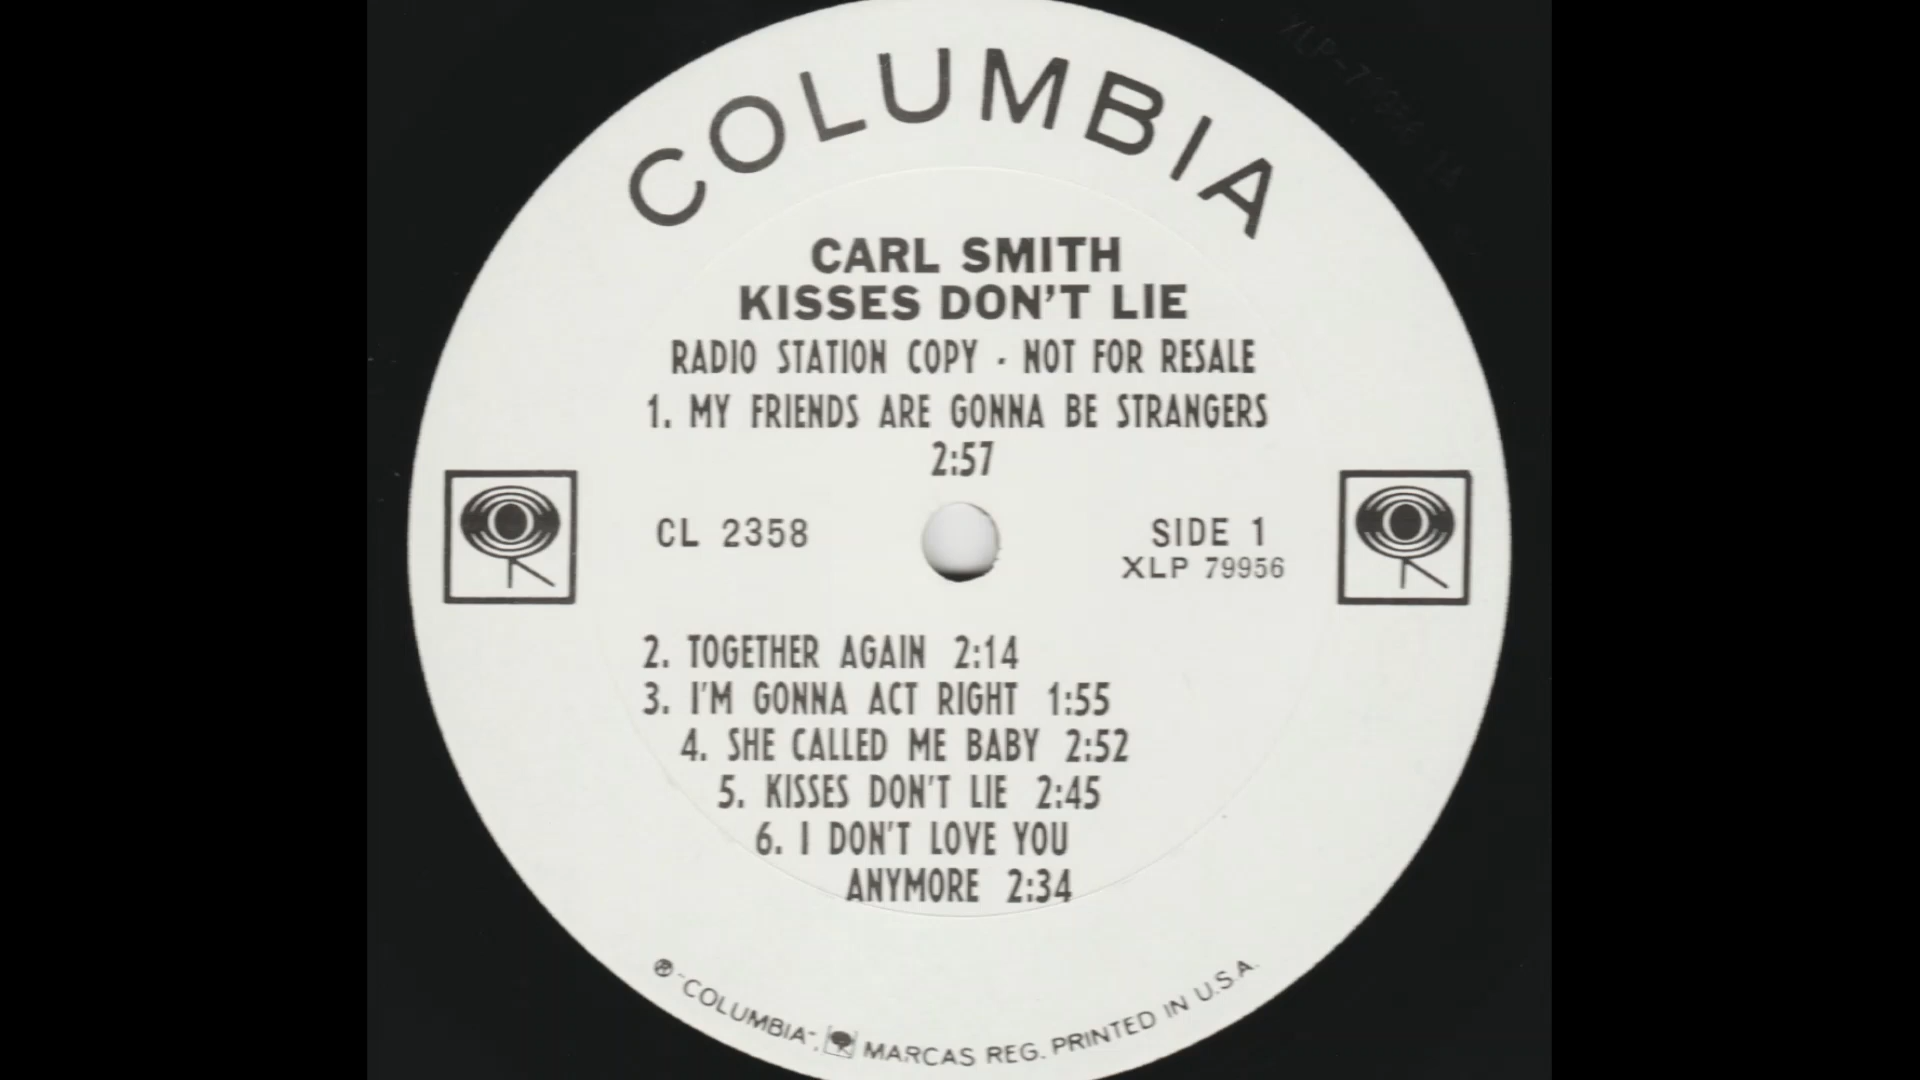 COLUMBIA
CARL SMITH
KISSES DON'T LIE
RADIO STATION COPY · NOT FOR RESALE
1. MY FRIENDS ARE GONNA BE STRANGERS
2:57
CL 2358
SIDE 1
XLP 79956
2. TOGETHER AGAIN 2:14
3. I'M GONNA ACT RIGHT 1:55
4. SHE CALLED ME BABY 2:52
5. KISSES DON'T LIE 2:45
6. I DON'T LOVE YOU
ANYMORE 2:34
® "COLUMBIA", MARCAS REG. PRINTED IN U.S.A.